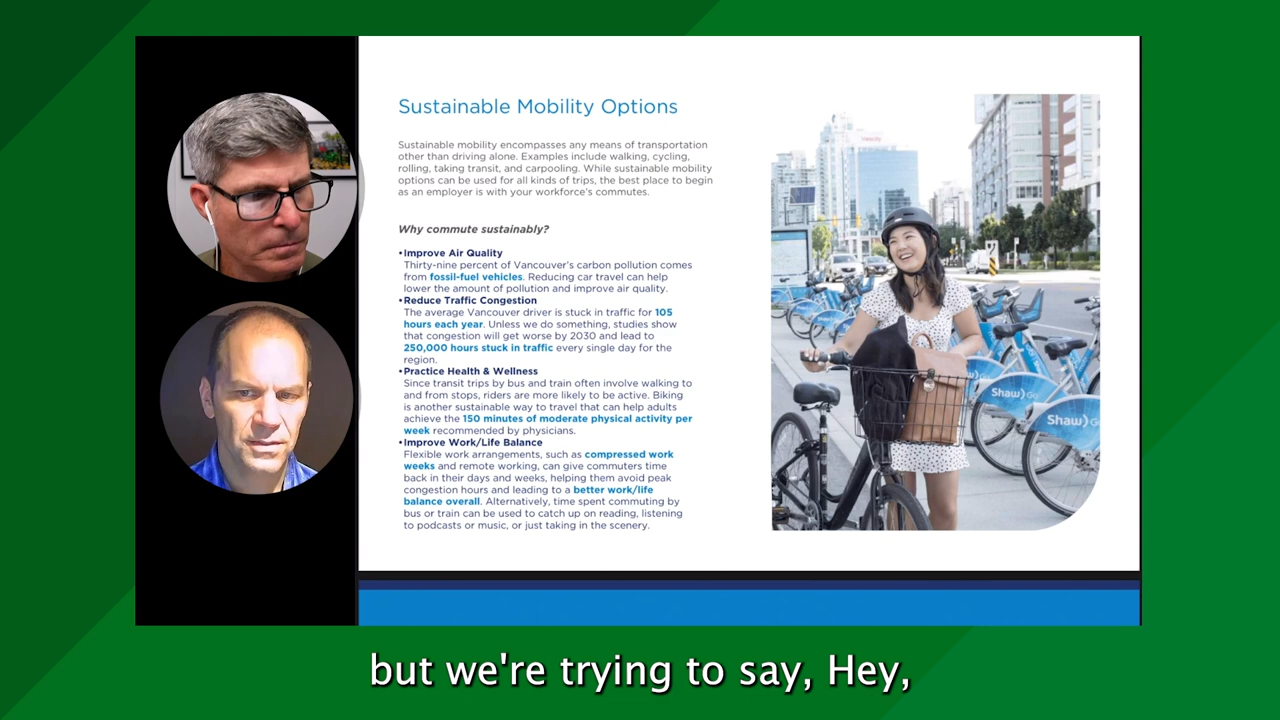 Sustainable Mobility Options
Sustainable mobility encompasses any means of transportation
other than driving alone. Examples include walking, cycling,
rolling, taking transit, and carpooling. While sustainable mobility
options can be used for all kinds of trips, the best place to begin
as an employer is with your workforce's commutes.
Why commute sustainably?
•Improve Air Quality
Thirty-nine percent of Vancouver's carbon pollution comes
from fossil-fuel vehicles. Reducing car travel can help
lower the amount of pollution and improve air quality.
•Reduce Traffic Congestion
The average Vancouver driver is stuck in traffic for 105
hours each year. Unless we do something, studies show
that congestion will get worse by 2030 and lead to
250,000 hours stuck in traffic every single day for the
region.
•Practice Health & Wellness
Since transit trips by bus and train often involve walking to
and from stops, riders are more likely to be active. Biking
is another sustainable way to travel that can help adults
achieve the 150 minutes of moderate physical activity per
week recommended by physicians.
•Improve Work/Life Balance
Flexible work arrangements, such as compressed work
weeks and remote working, can give commuters time
back in their days and weeks, helping them avoid peak
congestion hours and leading to a better work/life
balance overall. Alternatively, time spent commuting by
bus or train can be used to catch up on reading, listening
to podcasts or music, or just taking in the scenery.
Shaw) Go
Shaw)
Shaw) Go
but we're trying to say, Hey,